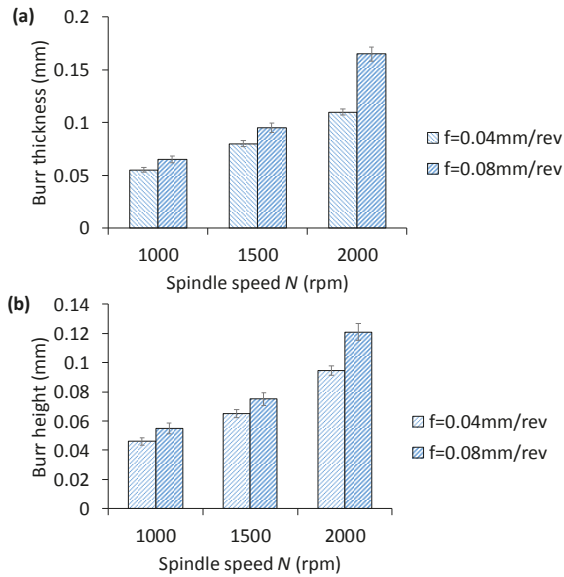 (a)
0.2
0.15
0.1
0.05
0
Burr thickness (mm)
1000 1500 2000
Spindle speed N (rpm)
f=0.04mm/rev
f=0.08mm/rev
(b)
0.14
0.12
0.1
0.08
0.06
0.04
0.02
0
Burr height (mm)
1000 1500 2000
Spindle speed N (rpm)
f=0.04mm/rev
f=0.08mm/rev